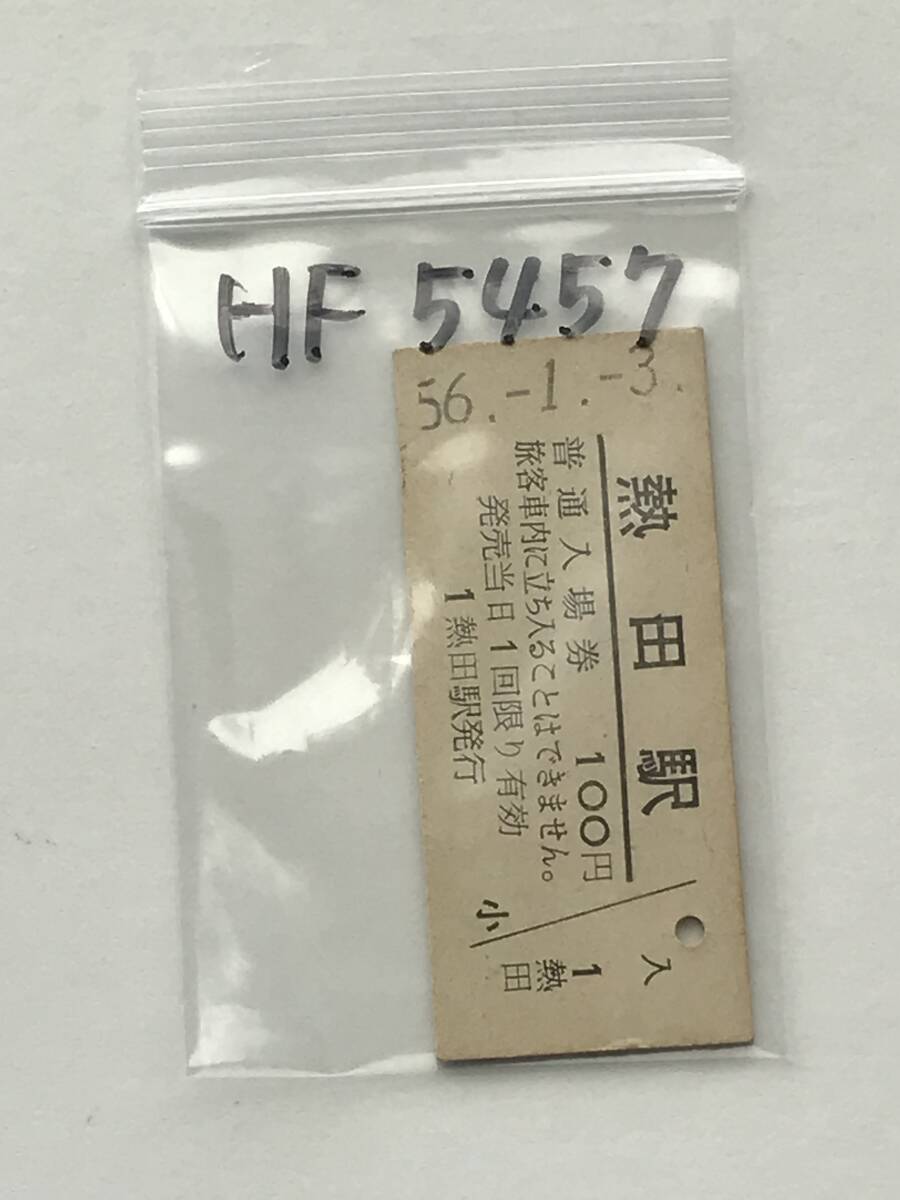 HF 5457
56.-1.-3.
熱田駅
普通入場券 100円
旅客車内に立ち入ることはできません。
発売当日1回限り有効
1 熱田駅発行
入
1
熱田
小